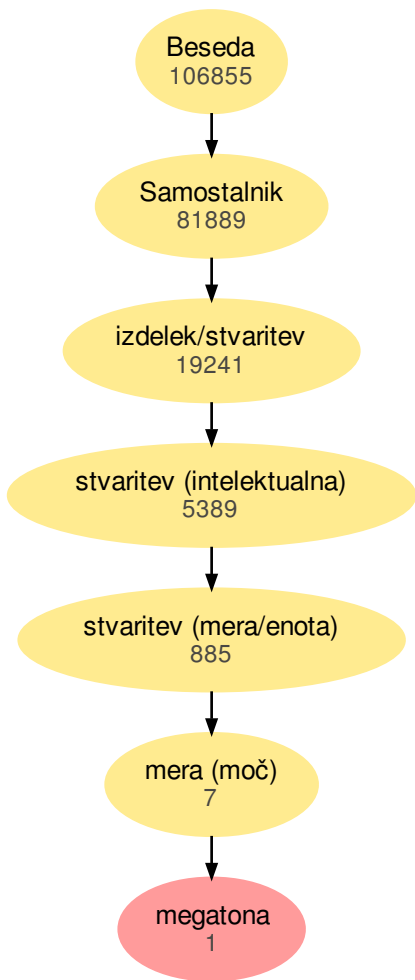 Beseda
106855
Samostalnik
81889
izdelek/stvaritev
19241
stvaritev (intelektualna)
5389
stvaritev (mera/enota)
885
mera (moč)
7
megatona
1